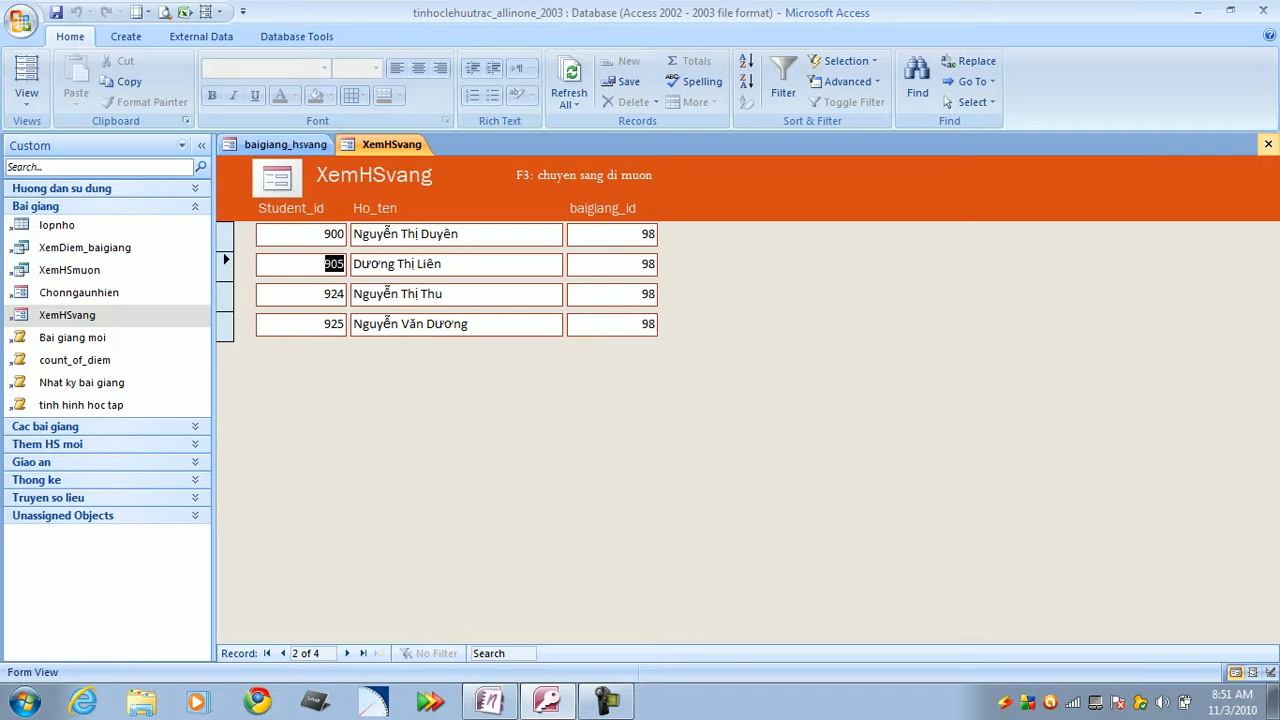 tinhoclehuutrac_allinone_2003 : Database (Access 2002 - 2003 file format) - Microsoft Access
Home Create External Data Database Tools
View
Views
Paste
Cut
Copy
Format Painter
Clipboard
Font
Rich Text
Refresh All
New
Save
Delete
Totals
Spelling
More
Records
Filter
Selection
Advanced
Toggle Filter
Sort & Filter
Find
Replace
Go To
Select
Find
Custom
Search...
Huong dan su dung
Bai giang
lopnho
XemDiem_baigiang
XemHSmuon
Chonngaunhien
XemHSvang
Bai giang moi
count_of_diem
Nhat ky bai giang
tinh hinh hoc tap
Cac bai giang
Them HS moi
Giao an
Thong ke
Truyen so lieu
Unassigned Objects
baigiang_hsvang XemHSvang
XemHSvang F3: chuyen sang di muon
Student_id Ho_ten baigiang_id
900 Nguyễn Thị Duyên 98
905 Dương Thị Liên 98
924 Nguyễn Thị Thu 98
925 Nguyễn Văn Dương 98
Record: 2 of 4 No Filter Search
Form View
8:51 AM
11/3/2010